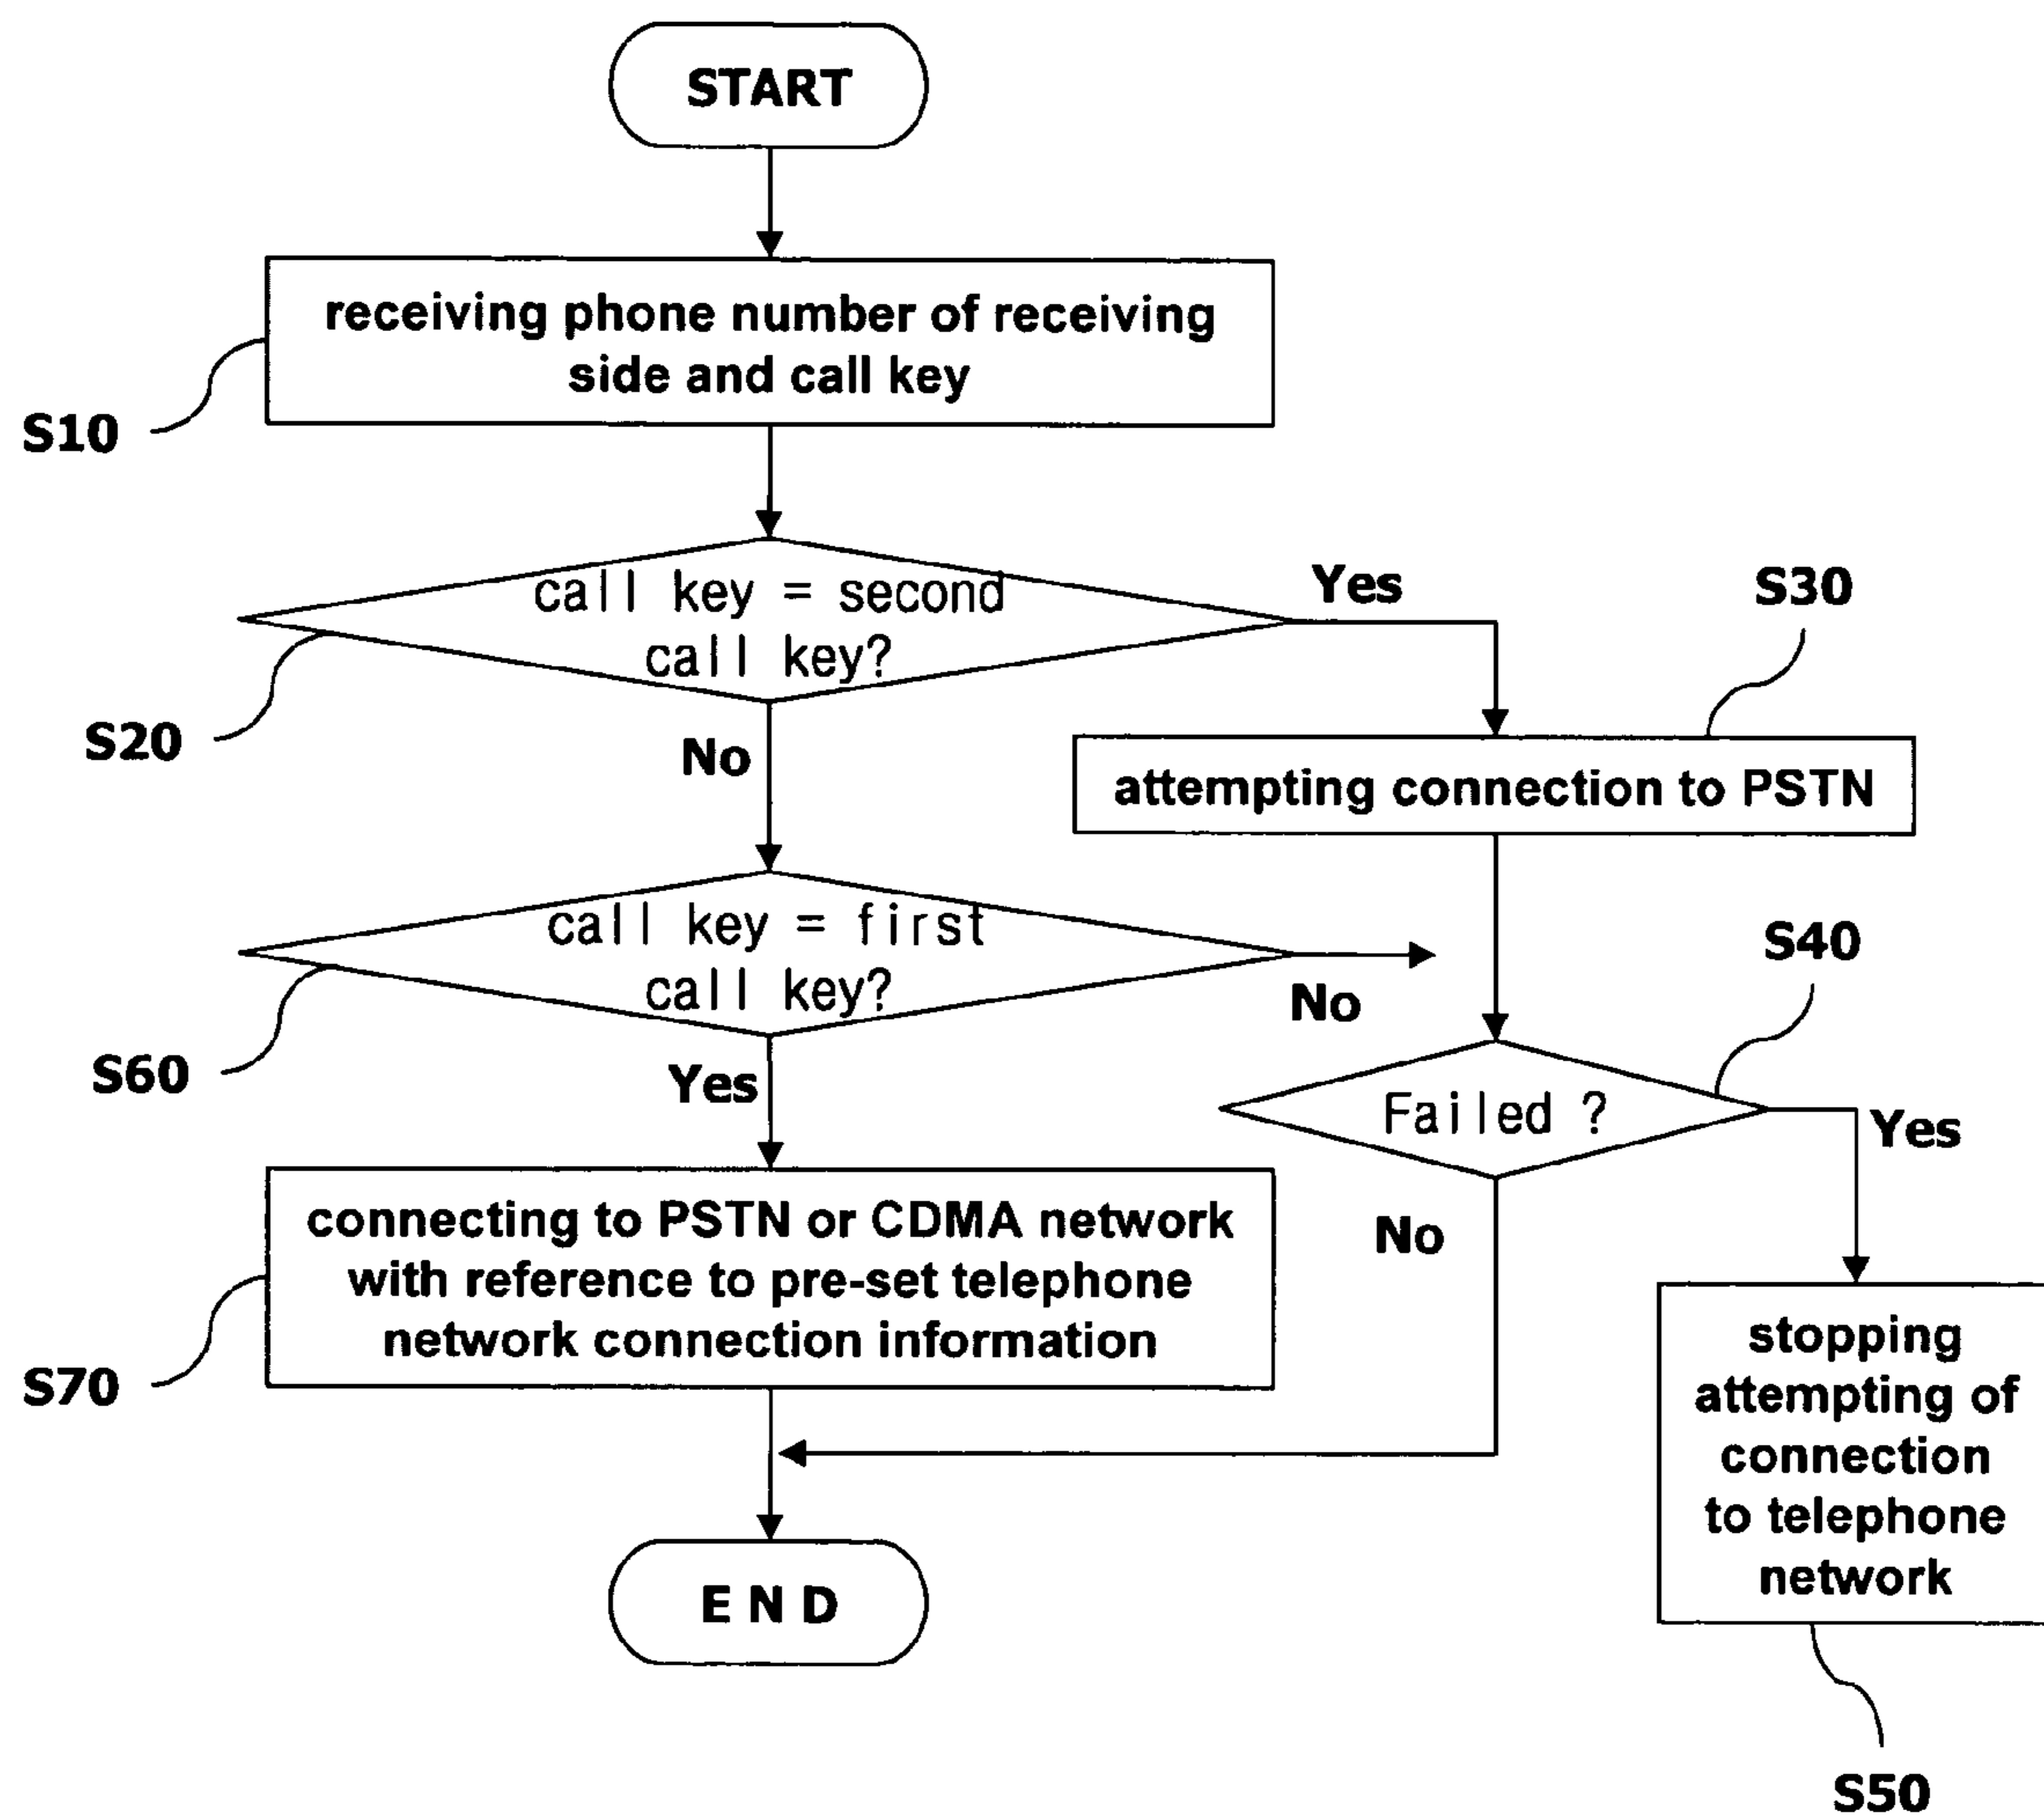 START
receiving phone number of receiving
side and call key
S10
call key = second
call key?
Yes
S30
S20
No
attempting connection to PSTN
call key = first
call key?
S40
No
S60
Yes
Failed ?
Yes
connecting to PSTN or CDMA network
with reference to pre-set telephone
network connection information
No
S70
stopping
attempting of
connection
to telephone
network
E N D
S50